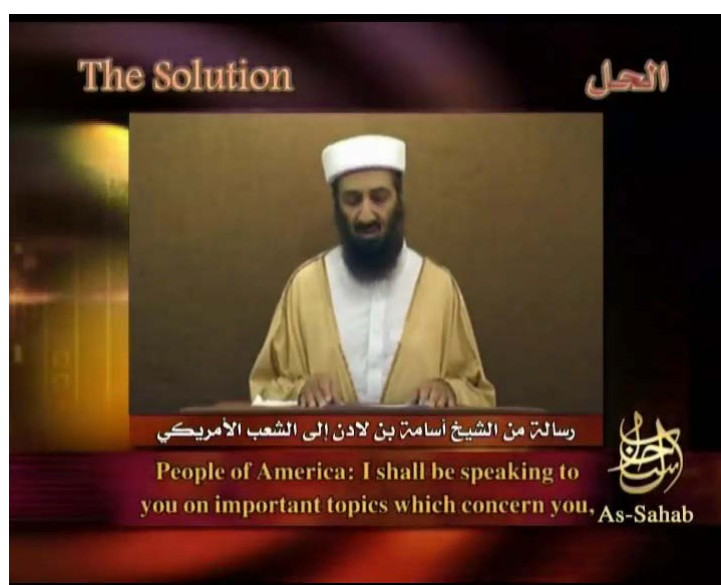 The Solution
الحل
رسالة من الشيخ أسامة بن لادن إلى الشعب الأمريكي
People of America: I shall be speaking to
you on important topics which concern you,
السحاب
As-Sahab